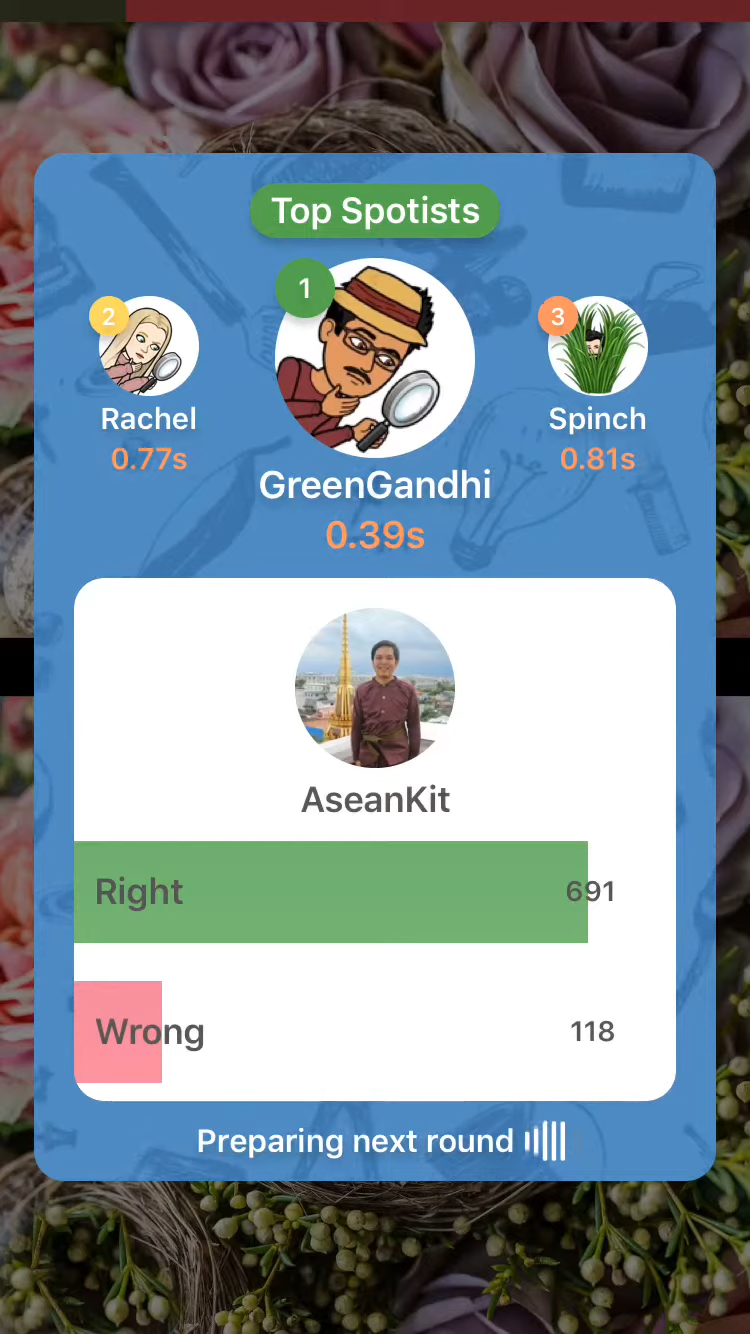 Top Spotists
1
2
3
Rachel
Spinch
0.77s
0.81s
GreenGandhi
0.39s
AseanKit
Right 691
Wrong 118
Preparing next round